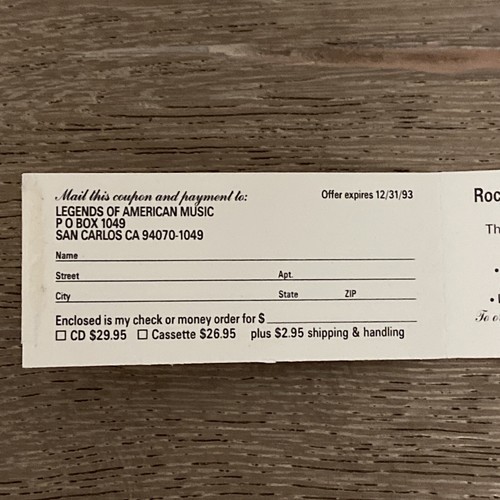 Mail this coupon and payment to:
Offer expires 12/31/93
LEGENDS OF AMERICAN MUSIC
P O BOX 1049
SAN CARLOS CA 94070-1049
Name
Street Apt.
City State ZIP
Enclosed is my check or money order for $
CD $29.95 Cassette $26.95 plus $2.95 shipping & handling